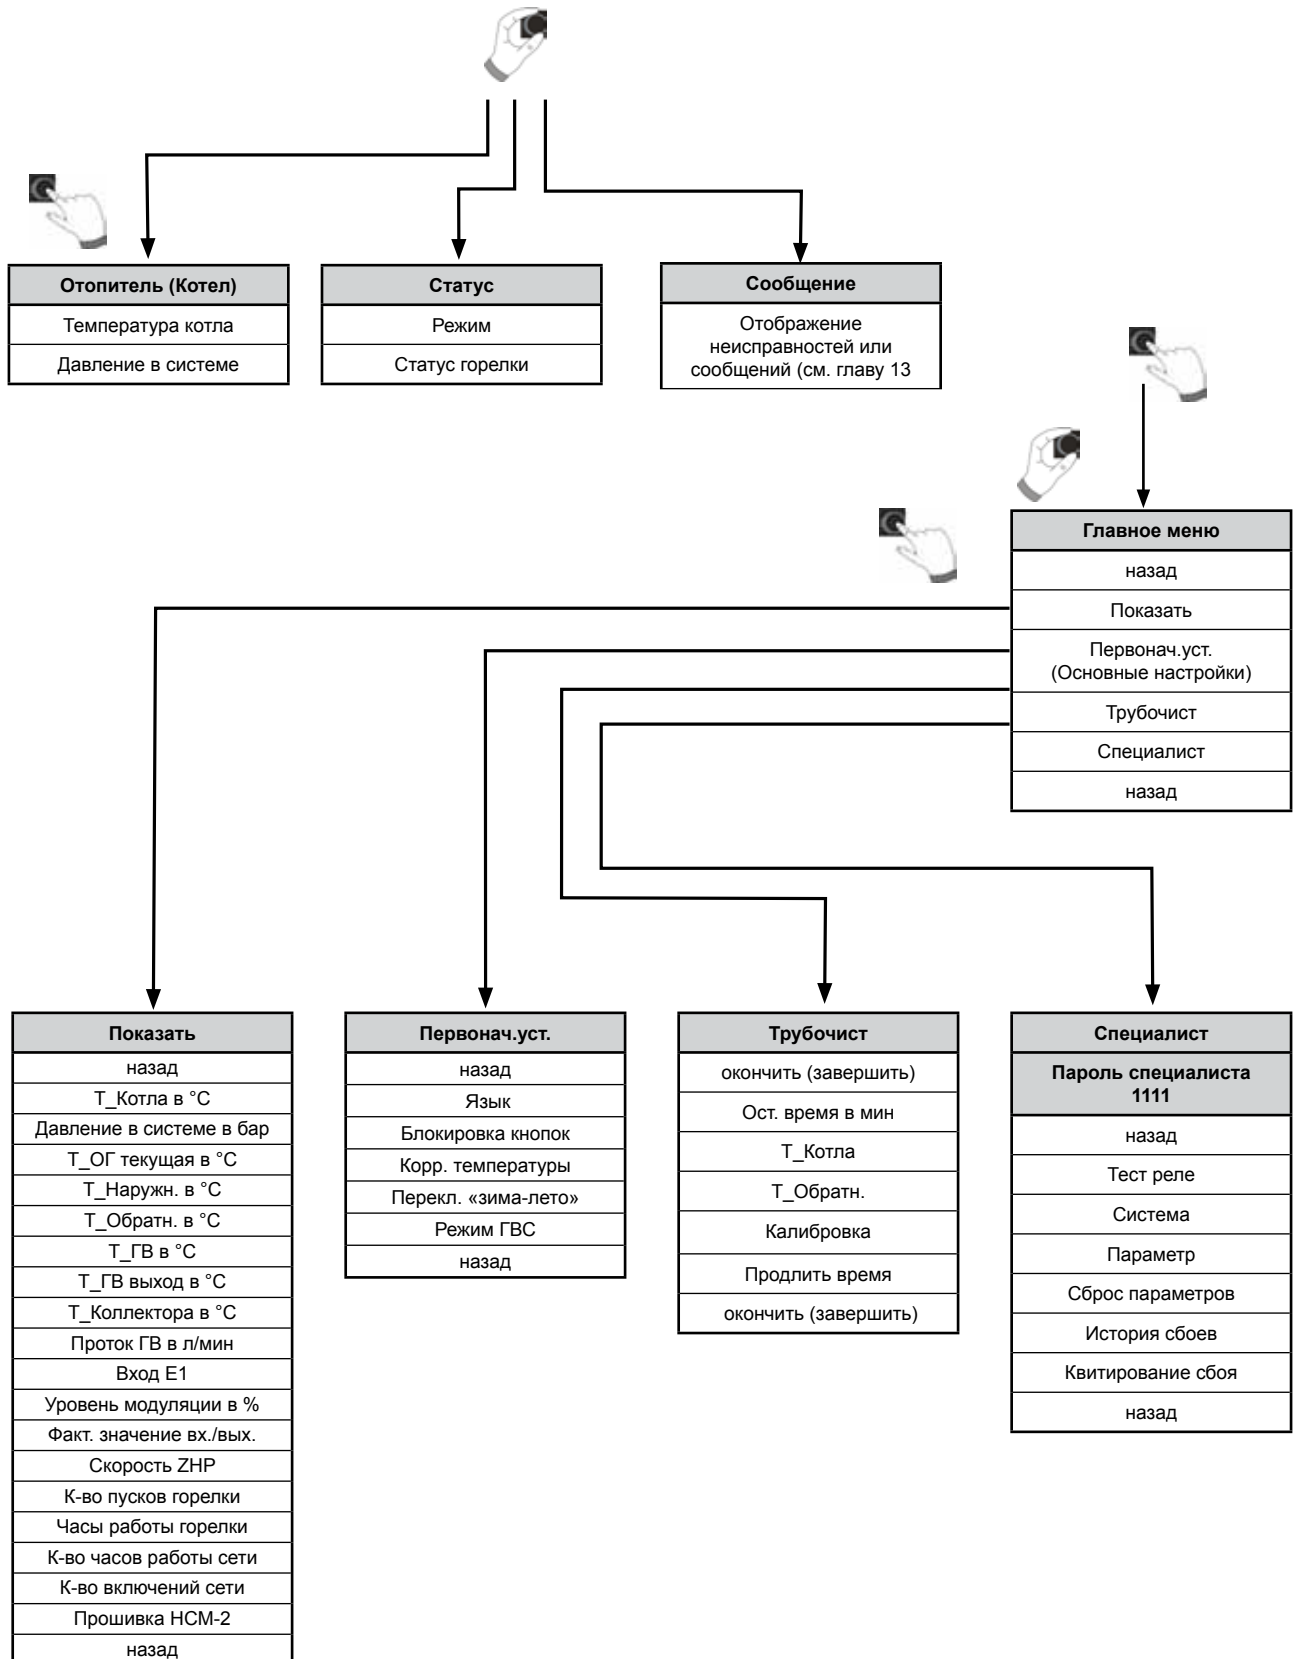 Отопитель (Котел)
Температура котла
Давление в системе
Статус
Режим
Статус горелки
Сообщение
Отображение
неисправностей или
сообщений (см. главу 13
Главное меню
назад
Показать
Первонач.уст.
(Основные настройки)
Трубочист
Специалист
назад
Показать
назад
Т_Котла в °C
Давление в системе в бар
Т_ОГ текущая в °C
Т_Наружн. в °C
Т_Обратн. в °C
Т_ГВ в °C
Т_ГВ выход в °C
Т_Коллектора в °C
Проток ГВ в л/мин
Вход E1
Уровень модуляции в %
Факт. значение вх./вых.
Скорость ZHP
К-во пусков горелки
Часы работы горелки
К-во часов работы сети
К-во включений сети
Прошивка HCM-2
назад
Первонач.уст.
назад
Язык
Блокировка кнопок
Корр. температуры
Перекл. «зима-лето»
Режим ГВС
назад
Трубочист
окончить (завершить)
Ост. время в мин
Т_Котла
Т_Обратн.
Калибровка
Продлить время
окончить (завершить)
Специалист
Пароль специалиста
1111
назад
Тест реле
Система
Параметр
Сброс параметров
История сбоев
Квитирование сбоя
назад